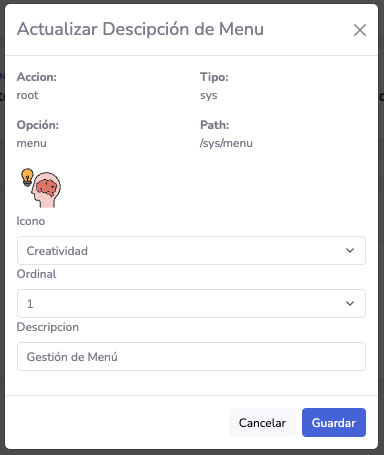 Actualizar Descipción de Menu
Accion:
Tipo:
root
sys
Opción:
Path:
menu
/sys/menu
Icono
Creatividad
Ordinal
1
Descripcion
Gestión de Menú
Cancelar
Guardar